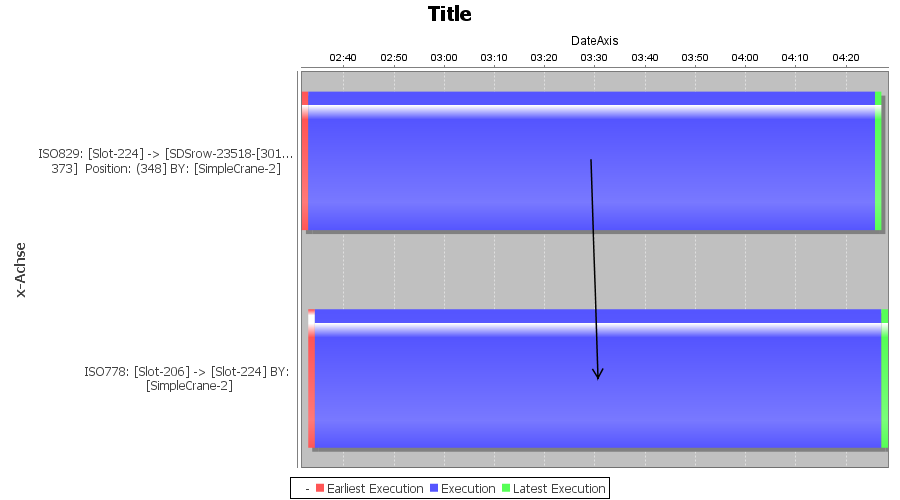 Title
DateAxis
02:40 02:50 03:00 03:10 03:20 03:30 03:40 03:50 04:00 04:10 04:20
ISO829: [Slot-224] -> [SDSrow-23518-[301...
373] Position: (348] BY: [SimpleCrane-2]
x-Achse
ISO778: [Slot-206] -> [Slot-224] BY:
[SimpleCrane-2]
- Earliest Execution Execution Latest Execution